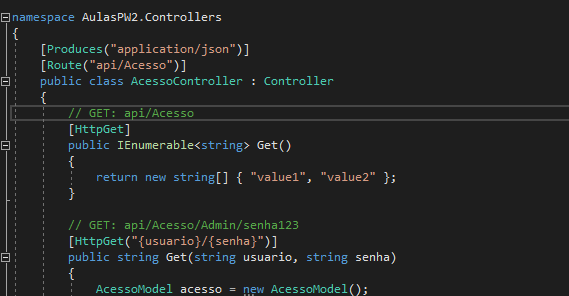 namespace AulasPW2.Controllers
{
[Produces("application/json")]
[Route("api/Acesso")]
public class AcessoController : Controller
{
// GET: api/Acesso
[HttpGet]
public IEnumerable<string> Get()
{
return new string[] { "value1", "value2" };
}
// GET: api/Acesso/Admin/senha123
[HttpGet("{usuario}/{senha}")]
public string Get(string usuario, string senha)
{
AcessoModel acesso = new AcessoModel();